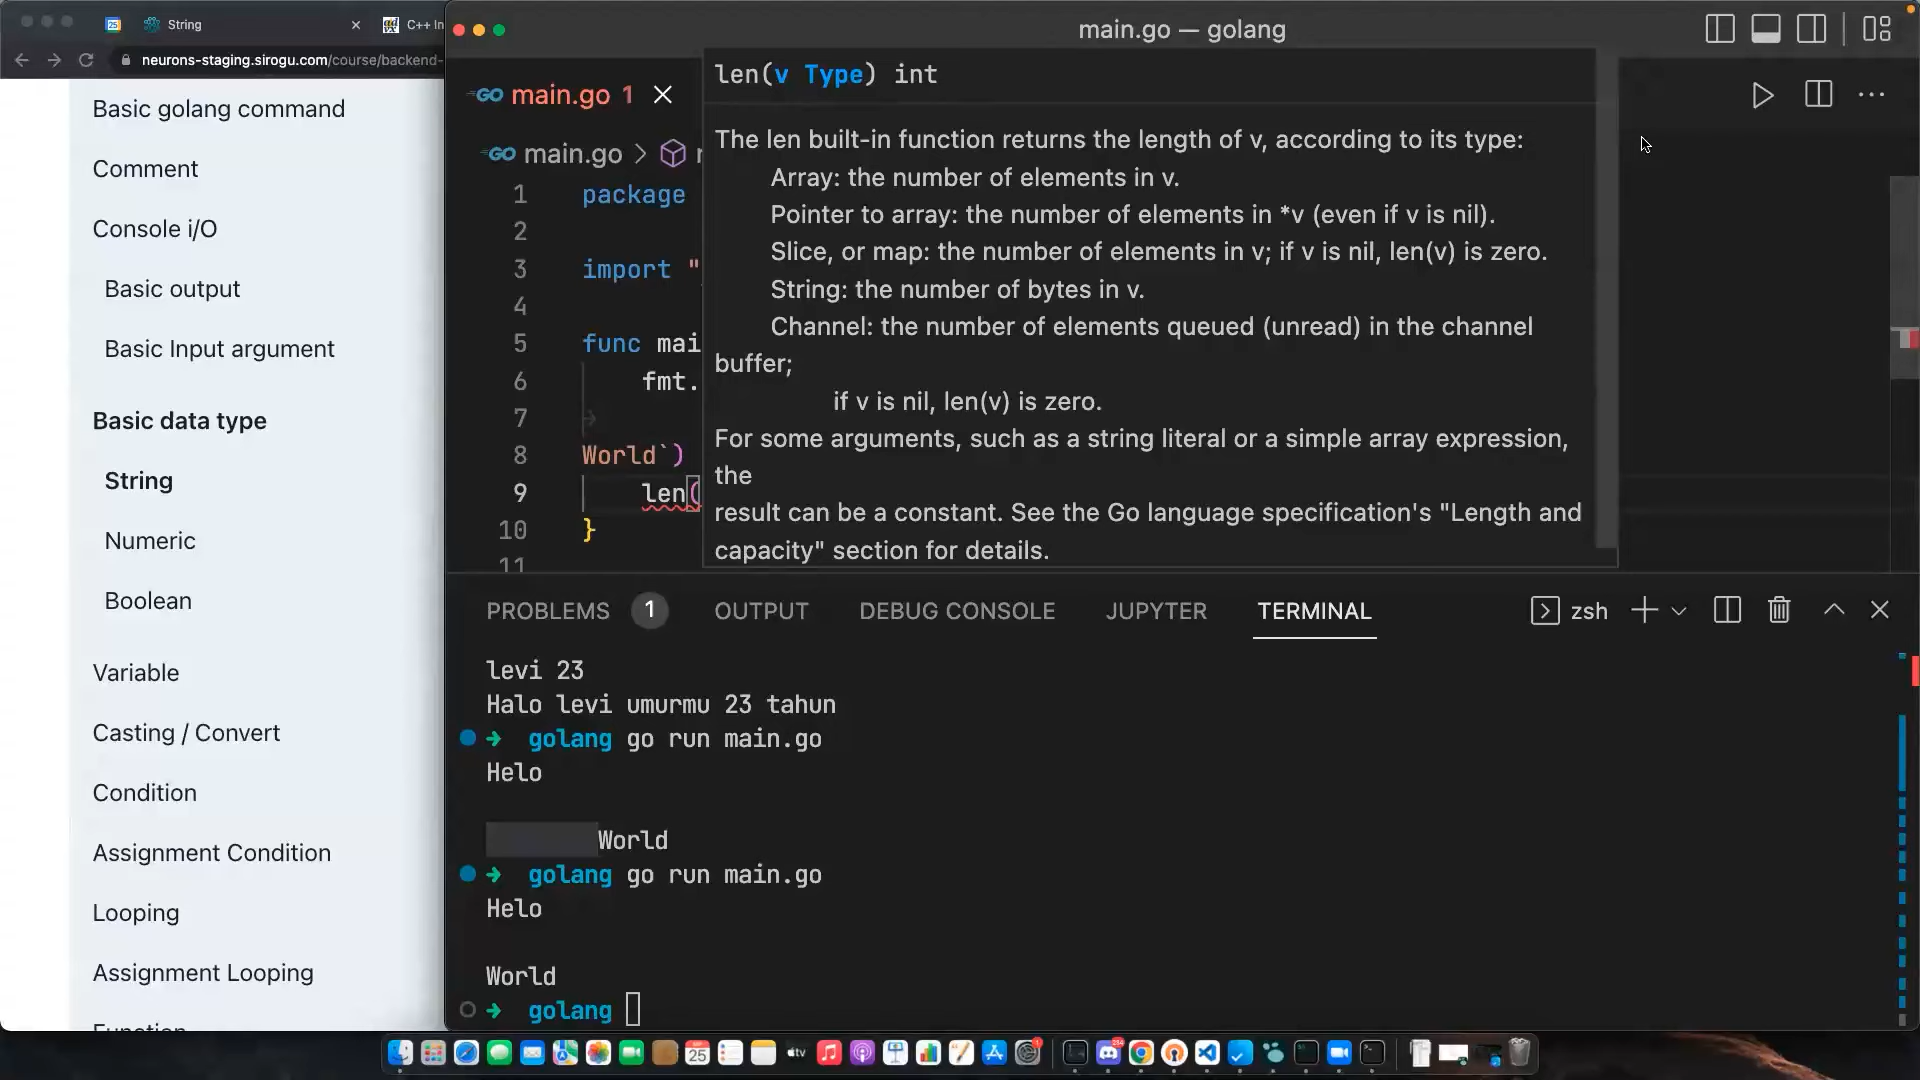 25
String
C++ In
neurons-staging.sirogu.com/course/backend-
Basic golang command
Comment
Console i/O
Basic output
Basic Input argument
Basic data type
String
Numeric
Boolean
Variable
Casting / Convert
Condition
Assignment Condition
Looping
Assignment Looping
Function
main.go — golang
GO main.go 1
GO main.go >
1 package
2
3 import "
4
5 func mai
6 fmt.
7
8 World`)
9 len(
10 }
11
len(v Type) int
The len built-in function returns the length of v, according to its type:
Array: the number of elements in v.
Pointer to array: the number of elements in *v (even if v is nil).
Slice, or map: the number of elements in v; if v is nil, len(v) is zero.
String: the number of bytes in v.
Channel: the number of elements queued (unread) in the channel
buffer;
if v is nil, len(v) is zero.
For some arguments, such as a string literal or a simple array expression,
the
result can be a constant. See the Go language specification's "Length and
capacity" section for details.
PROBLEMS 1 OUTPUT DEBUG CONSOLE JUPYTER TERMINAL zsh
levi 23
Halo levi umurmu 23 tahun
➜ golang go run main.go
Helo
World
➜ golang go run main.go
Helo
World
➜ golang
25
tv